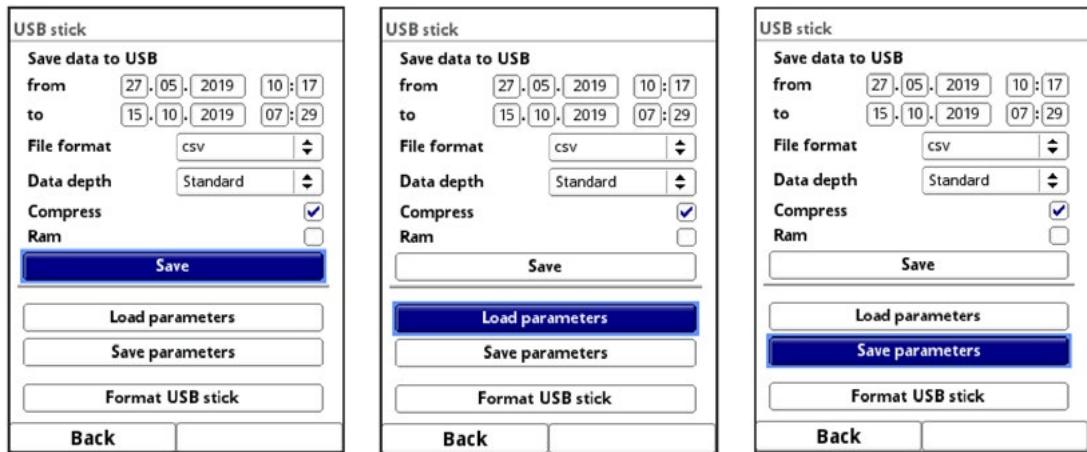 USB stick
Save data to USB
from 27.05.2019 10:17
to 15.10.2019 07:29
File format csv
Data depth Standard
Compress
Ram
Save
Load parameters
Save parameters
Format USB stick
Back
USB stick
Save data to USB
from 27.05.2019 10:17
to 15.10.2019 07:29
File format csv
Data depth Standard
Compress
Ram
Save
Load parameters
Save parameters
Format USB stick
Back
USB stick
Save data to USB
from 27.05.2019 10:17
to 15.10.2019 07:29
File format csv
Data depth Standard
Compress
Ram
Save
Load parameters
Save parameters
Format USB stick
Back